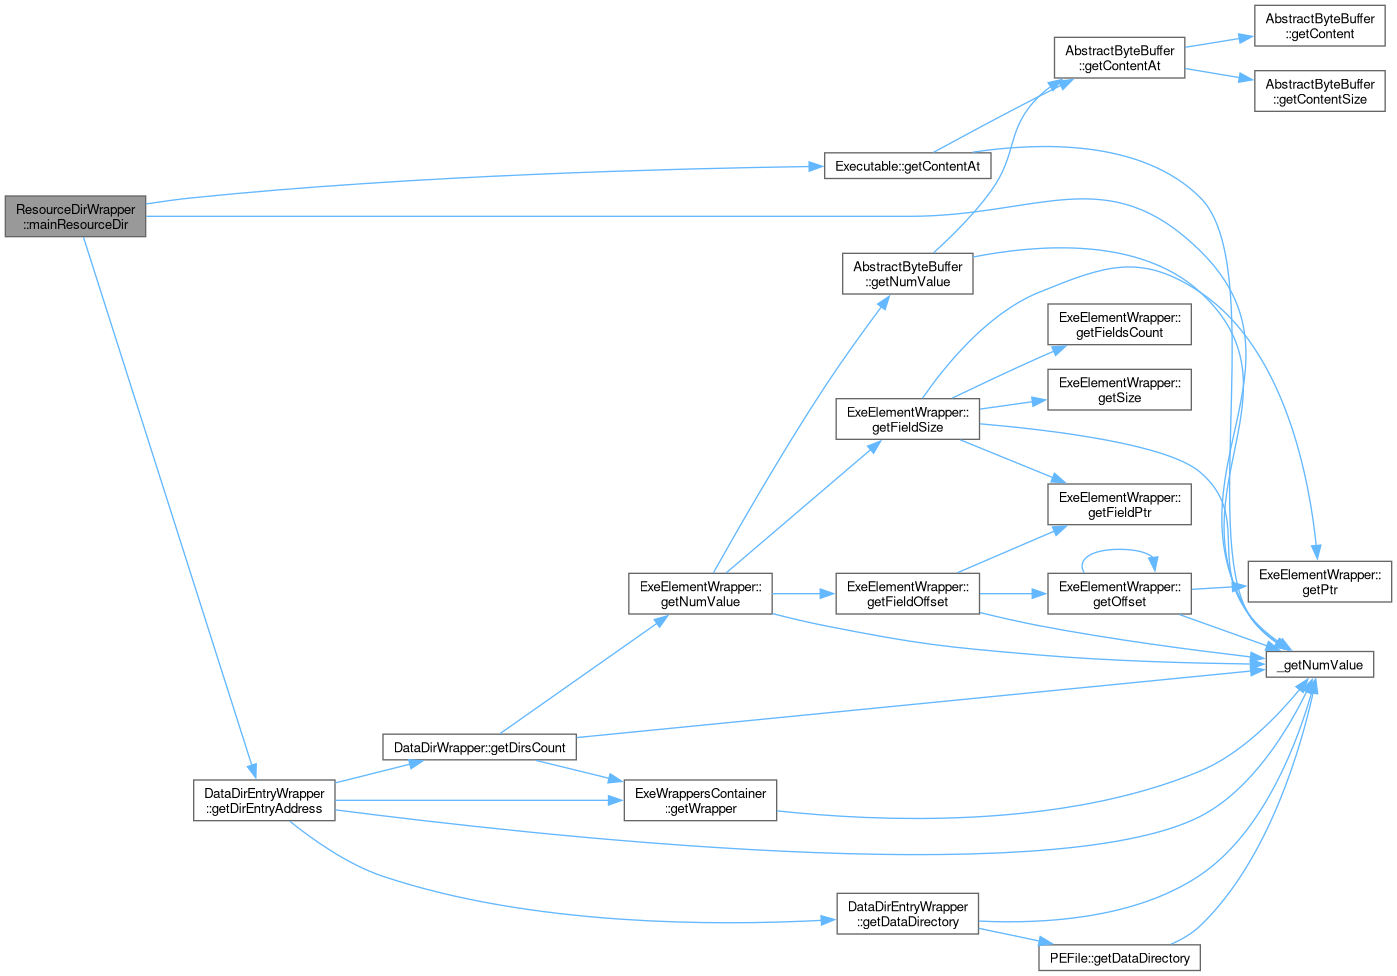 AbstractByteBuffer
::getContent
AbstractByteBuffer
::getContentAt
AbstractByteBuffer
::getContentSize
Executable::getContentAt
ResourceDirWrapper
::mainResourceDir
AbstractByteBuffer
::getNumValue
ExeElementWrapper::
getFieldsCount
ExeElementWrapper::
getSize
ExeElementWrapper::
getFieldSize
ExeElementWrapper::
getFieldPtr
ExeElementWrapper::
getPtr
ExeElementWrapper::
getNumValue
ExeElementWrapper::
getFieldOffset
ExeElementWrapper::
getOffset
_getNumValue
DataDirWrapper::getDirsCount
DataDirEntryWrapper
::getDirEntryAddress
ExeWrappersContainer
::getWrapper
DataDirEntryWrapper
::getDataDirectory
PEFile::getDataDirectory